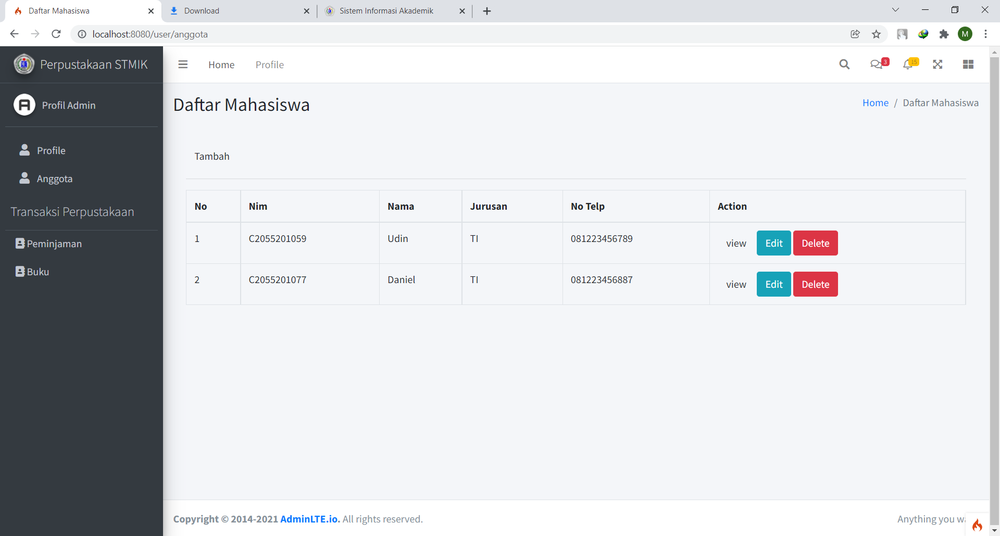 Daftar Mahasiswa
Download
Sistem Informasi Akademik
localhost:8080/user/anggota
M
Perpustakaan STMIK
Home
Profile
3
15
Profil Admin
Daftar Mahasiswa
Home / Daftar Mahasiswa
Profile
Anggota
Transaksi Perpustakaan
Peminjaman
Buku
Tambah
No Nim Nama Jurusan No Telp Action
1 C2055201059 Udin TI 081223456789 view Edit Delete
2 C2055201077 Daniel TI 081223456887 view Edit Delete
Copyright © 2014-2021 AdminLTE.io. All rights reserved.
Anything you